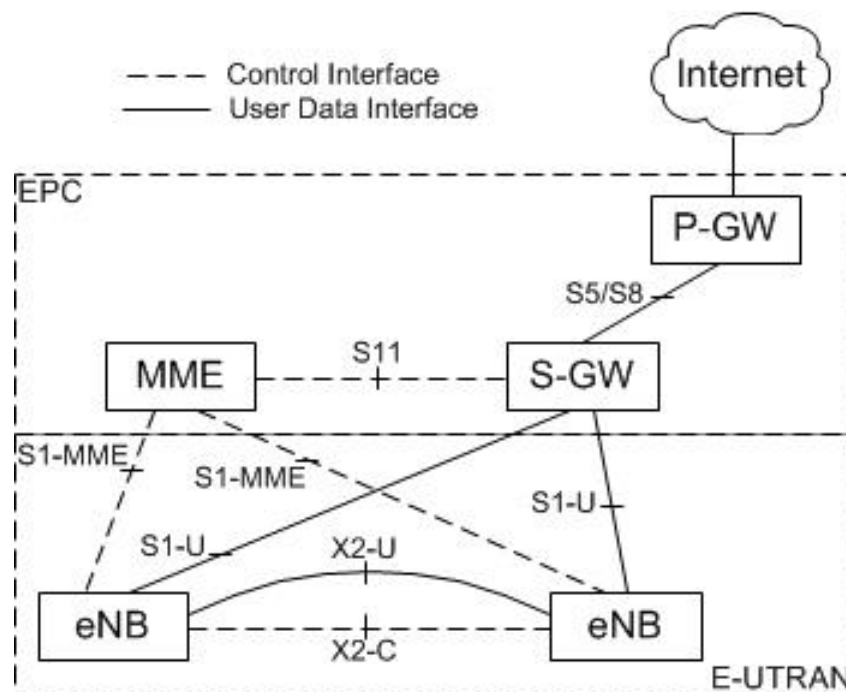 Internet
Control Interface
User Data Interface
EPC
P-GW
S5/S8
S11
MME
S-GW
S1-MME
S1-MME
S1-U
S1-U
X2-U
eNB
eNB
X2-C
E-UTRAN